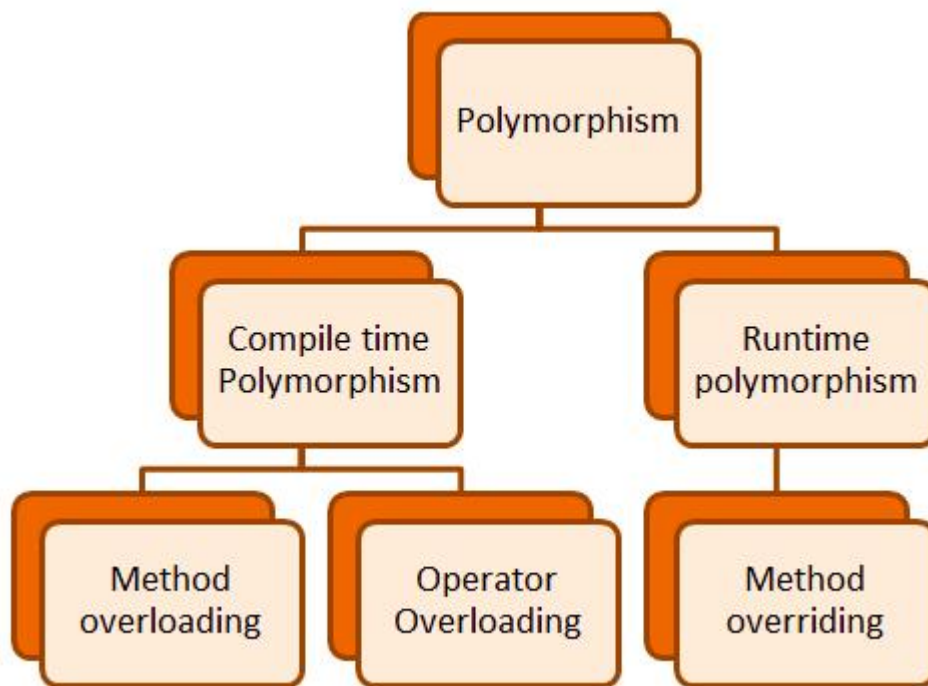 Polymorphism
Compile time
Polymorphism
Runtime
polymorphism
Method
overloading
Operator
Overloading
Method
overriding